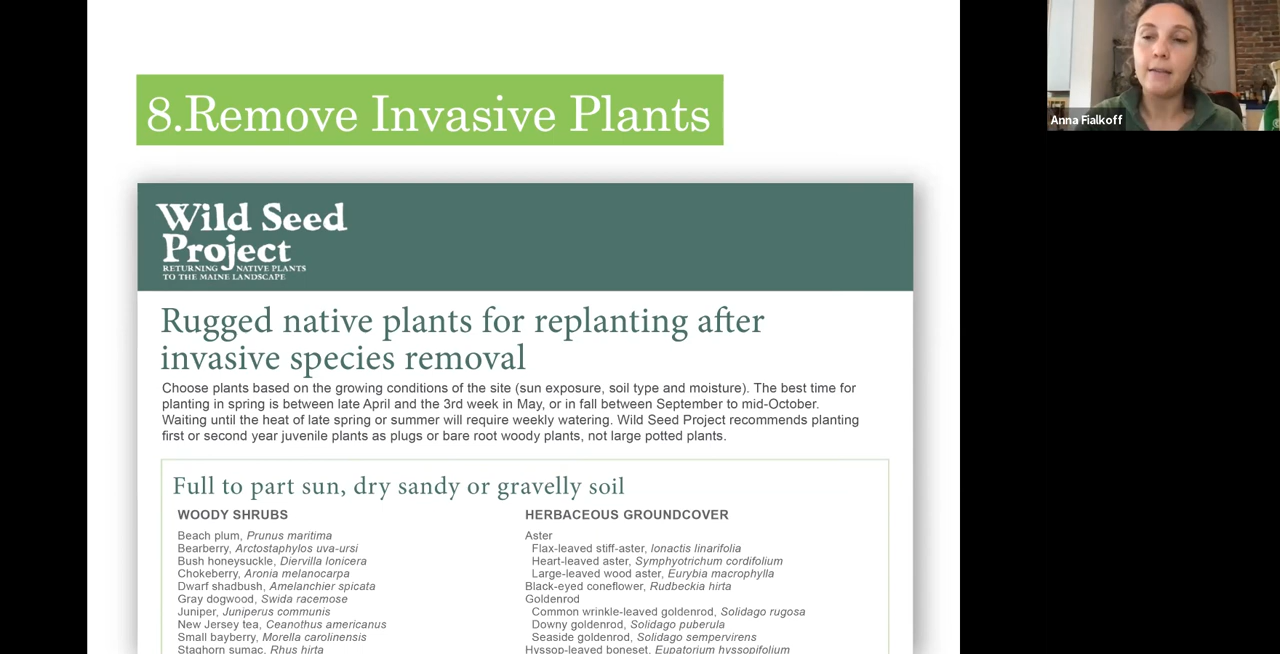 8.Remove Invasive Plants
Anna Fialkoff
Wild Seed
Project
RETURNING NATIVE PLANTS
TO THE MAINE LANDSCAPE
Rugged native plants for replanting after
invasive species removal
Choose plants based on the growing conditions of the site (sun exposure, soil type and moisture). The best time for
planting in spring is between late April and the 3rd week in May, or in fall between September to mid-October.
Waiting until the heat of late spring or summer will require weekly watering. Wild Seed Project recommends planting
first or second year juvenile plants as plugs or bare root woody plants, not large potted plants.
Full to part sun, dry sandy or gravelly soil
WOODY SHRUBS
Beach plum, Prunus maritima
Bearberry, Arctostaphylos uva-ursi
Bush honeysuckle, Diervilla lonicera
Chokeberry, Aronia melanocarpa
Dwarf shadbush, Amelanchier spicata
Gray dogwood, Swida racemose
Juniper, Juniperus communis
New Jersey tea, Ceanothus americanus
Small bayberry, Morella carolinensis
Staghorn sumac, Rhus hirta
HERBACEOUS GROUNDCOVER
Aster
Flax-leaved stiff-aster, Ionactis linarifolia
Heart-leaved aster, Symphyotrichum cordifolium
Large-leaved wood aster, Eurybia macrophylla
Black-eyed coneflower, Rudbeckia hirta
Goldenrod
Common wrinkle-leaved goldenrod, Solidago rugosa
Downy goldenrod, Solidago puberula
Seaside goldenrod, Solidago sempervirens
Hyssop-leaved boneset, Eupatorium hyssopifolium